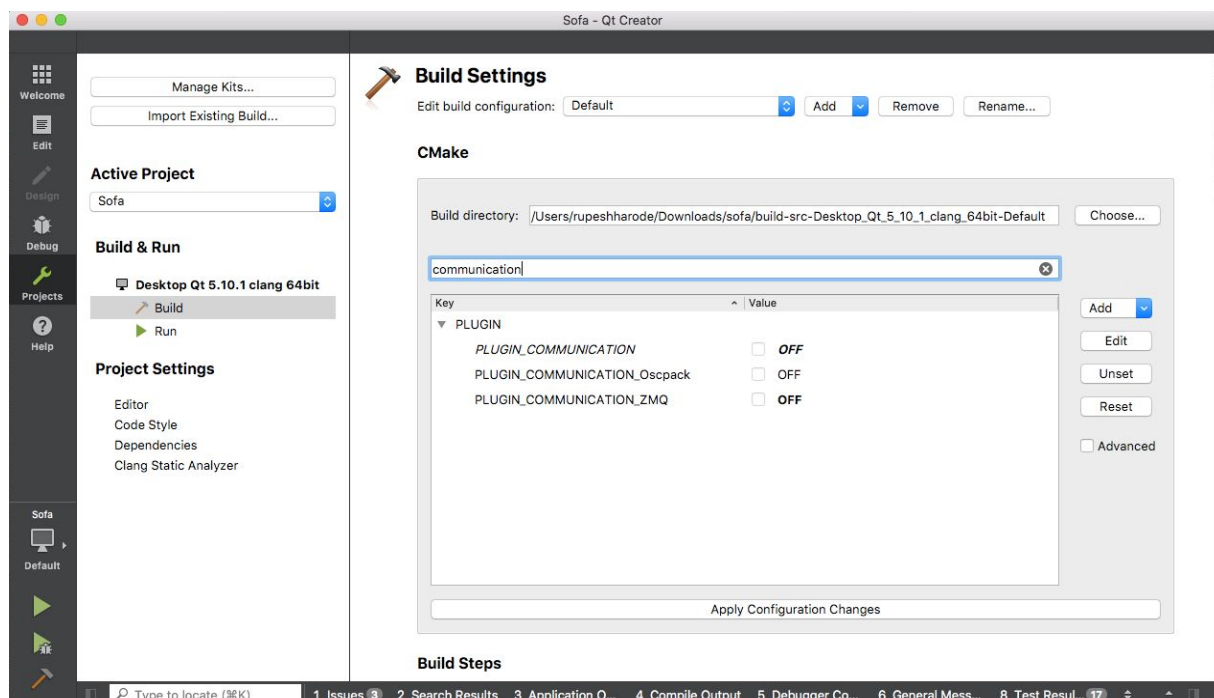 Sofa - Qt Creator
Welcome
Edit
Design
Debug
Projects
Help
Sofa
Default
Manage Kits...
Import Existing Build...
Active Project
Sofa
Build & Run
Desktop Qt 5.10.1 clang 64bit
Build
Run
Project Settings
Editor
Code Style
Dependencies
Clang Static Analyzer
Build Settings
Edit build configuration: Default Add Remove Rename...
CMake
Build directory: /Users/rupeshharode/Downloads/sofa/build-src-Desktop_Qt_5_10_1_clang_64bit-Default Choose...
communication
Key Value
PLUGIN
PLUGIN_COMMUNICATION OFF
PLUGIN_COMMUNICATION_Oscpack OFF
PLUGIN_COMMUNICATION_ZMQ OFF
Add
Edit
Unset
Reset
Advanced
Apply Configuration Changes
Build Steps
Type to locate (⌘K) 1 Issues 3 2 Search Results 3 Application O... 4 Compile Output 5 Debugger Co... 6 General Mess... 8 Test Resul... 17